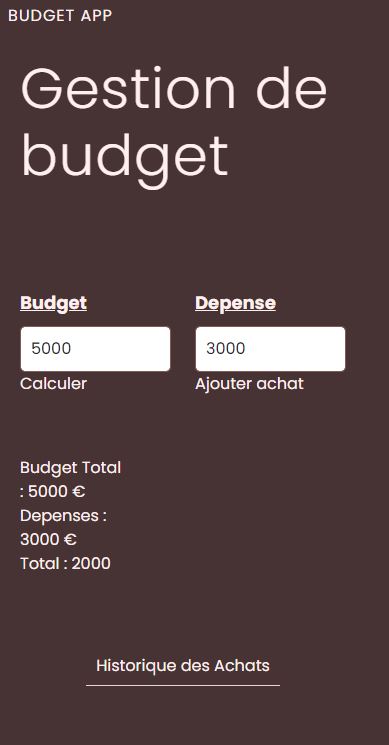 BUDGET APP
Gestion de
budget
Budget
Depense
5000
3000
Calculer
Ajouter achat
Budget Total
: 5000 €
Depenses :
3000 €
Total : 2000
Historique des Achats